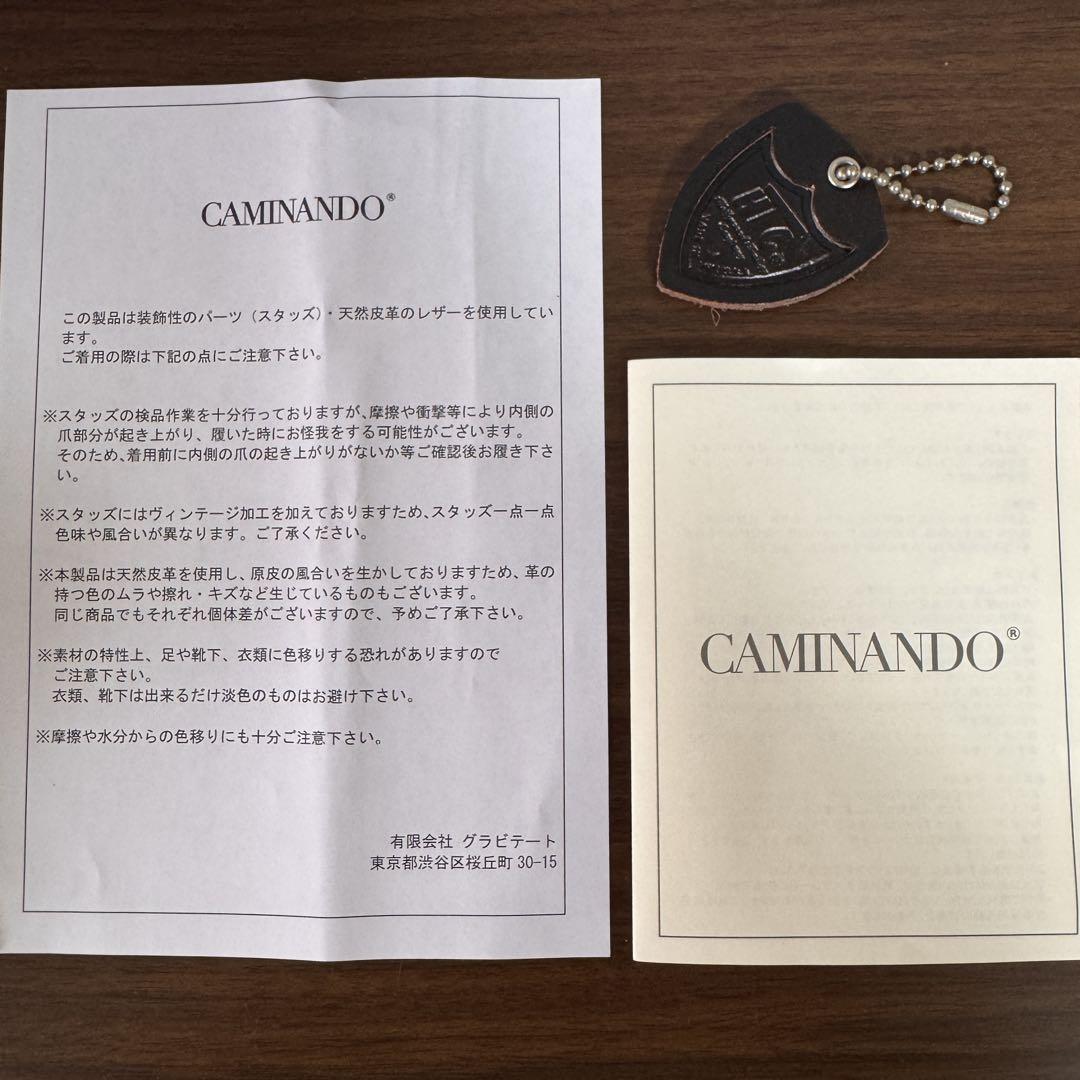 CAMINANDO®
この製品は装飾性のパーツ(スタッズ)・天然皮革のレザーを使用してい
ます。
ご着用の際は下記の点にご注意下さい。
※スタッズの検品作業を十分行っておりますが、摩擦や衝撃等により内側の
爪部分が起き上がり、履いた時にお怪我をする可能性がございます。
そのため、着用前に内側の爪の起き上がりがないか等ご確認後お履き下さ
い。
※スタッズにはヴィンテージ加工を加えておりますため、スタッズ一点一点
色味や風合いが異なります。ご了承ください。
※本製品は天然皮革を使用し、原皮の風合いを生かしておりますため、革の
持つ色のムラや擦れ・キズなど生じているものもございます。
同じ商品でもそれぞれ個体差がございますので、予めご了承下さい。
※素材の特性上、足や靴下、衣類に色移りする恐れがありますので
ご注意下さい。
衣類、靴下は出来るだけ淡色のものはお避け下さい。
※摩擦や水分からの色移りにも十分ご注意下さい。
有限会社 グラビテート
東京都渋谷区桜丘町 30-15
HTC
CAMINANDO®